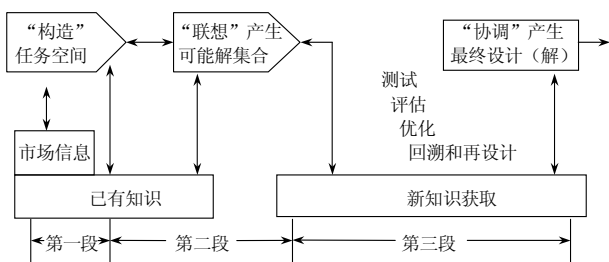 “构造”
任务空间
“联想”产生
可能解集合
“协调”产生
最终设计（解）
测试
评估
优化
回溯和再设计
市场信息
已有知识
新知识获取
第一段
第二段
第三段